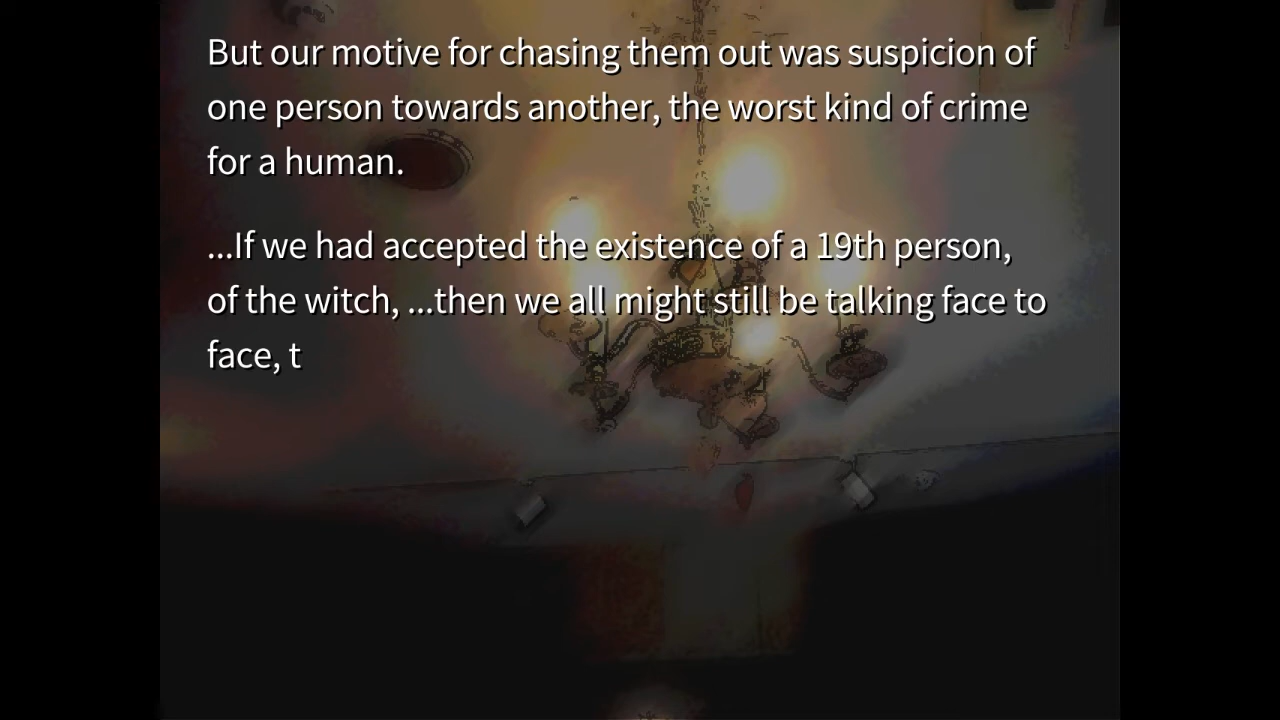 But our motive for chasing them out was suspicion of
one person towards another, the worst kind of crime
for a human.
...If we had accepted the existence of a 19th person,
of the witch, ...then we all might still be talking face to
face, t